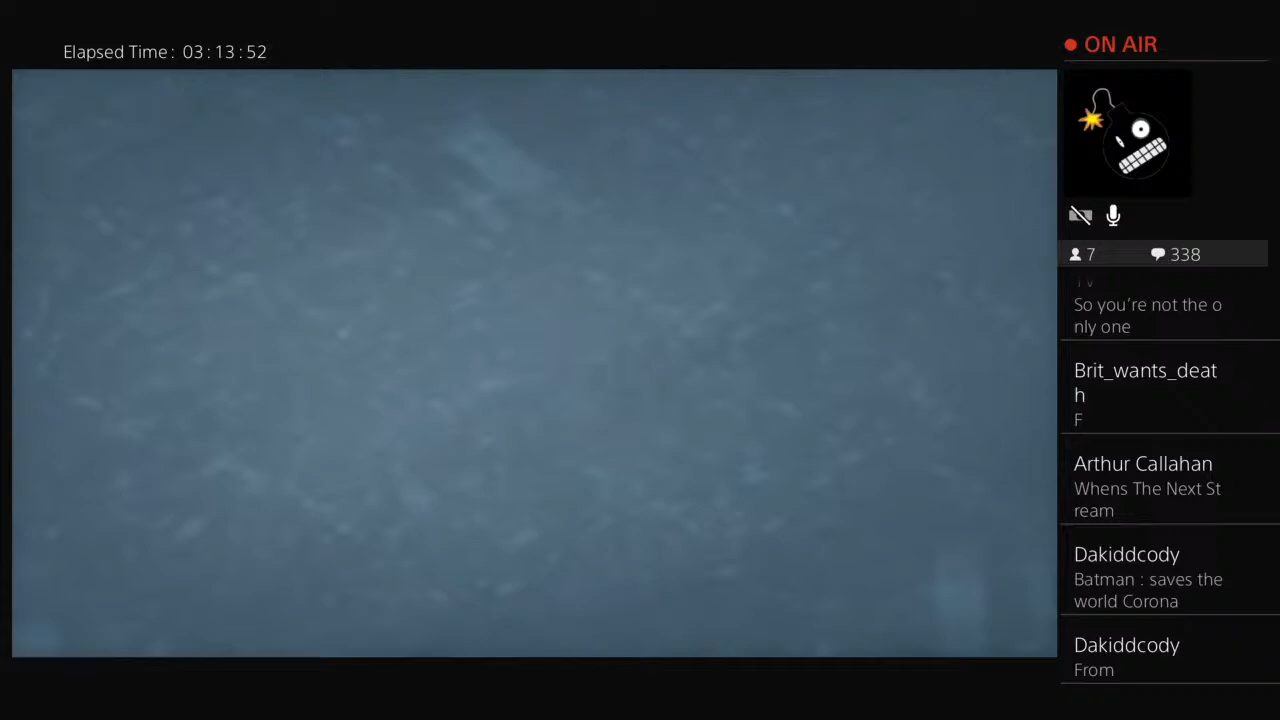 Elapsed Time: 03:13:52
ON AIR
7
338
So you're not the o
nly one
Brit_wants_deat
h
F
Arthur Callahan
Whens The Next St
ream
Dakiddcody
Batman : saves the
world Corona
Dakiddcody
From